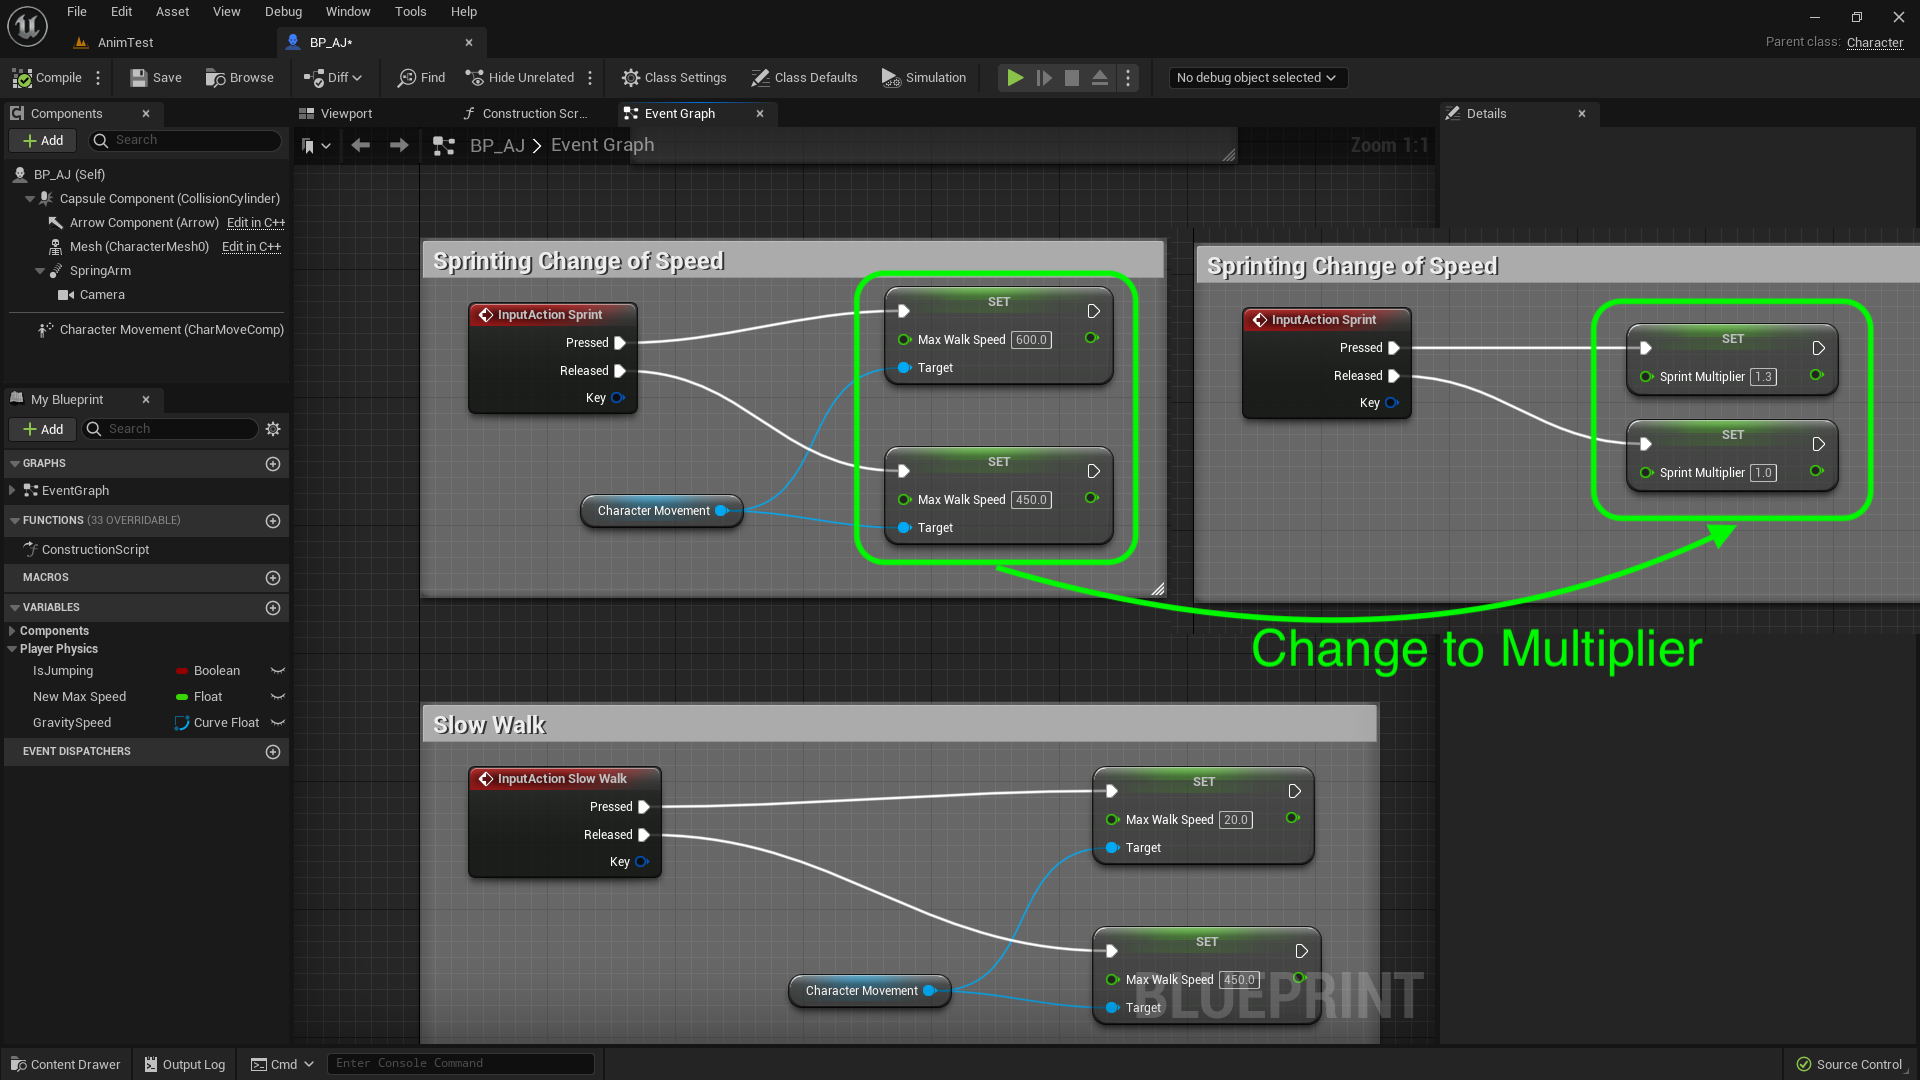 File Edit Asset View Debug Window Tools Help
AnimTest
BP_AJ*
Parent class: Character
Compile
Save
Browse
Diff
Find
Hide Unrelated
Class Settings
Class Defaults
Simulation
No debug object selected
Components
Add
Search
BP_AJ (Self)
Capsule Component (CollisionCylinder)
Arrow Component (Arrow) Edit in C++
Mesh (CharacterMesh0) Edit in C++
SpringArm
Camera
Character Movement (CharMoveComp)
My Blueprint
Add
Search
GRAPHS
EventGraph
FUNCTIONS (33 OVERRIDABLE)
ConstructionScript
MACROS
VARIABLES
Components
Player Physics
IsJumping Boolean
New Max Speed Float
GravitySpeed Curve Float
EVENT DISPATCHERS
Viewport
Construction Scr...
Event Graph
Details
BP_AJ > Event Graph
Zoom 1:1
Sprinting Change of Speed
InputAction Sprint
Pressed
Released
Key
SET
Max Walk Speed 600.0
Target
SET
Max Walk Speed 450.0
Target
Character Movement
Sprinting Change of Speed
InputAction Sprint
Pressed
Released
Key
SET
Sprint Multiplier 1.3
SET
Sprint Multiplier 1.0
Change to Multiplier
Slow Walk
InputAction Slow Walk
Pressed
Released
Key
SET
Max Walk Speed 20.0
Target
SET
Max Walk Speed 450.0
Target
Character Movement
BLUEPRINT
Content Drawer
Output Log
Cmd
Enter Console Command
Source Control